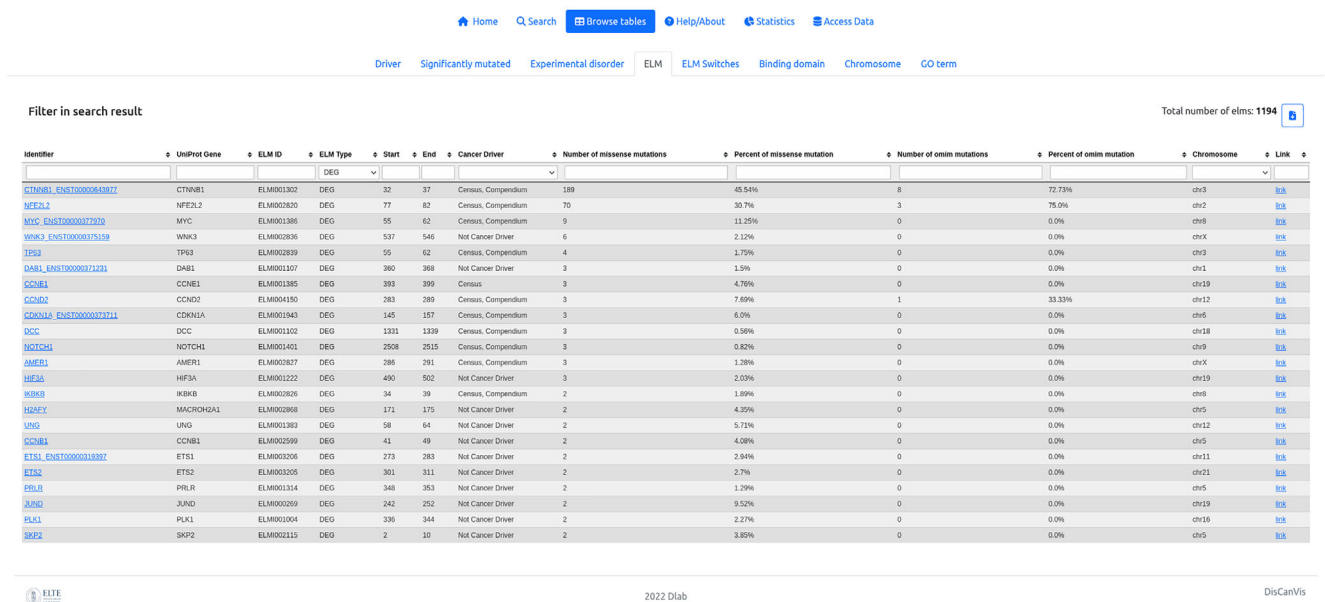 Home Search Browse tables Help/About Statistics Access Data
Driver Significantly mutated Experimental disorder ELM ELM Switches Binding domain Chromosome GO term
Filter in search result Total number of elms: 1194
Identifier UniProt Gene ELM ID ELM Type Start End Cancer Driver Number of missense mutations Percent of missense mutation Number of omim mutations Percent of omim mutation Chromosome Link
DEG
CTNNB1_ENST00000643977 CTNNB1 ELMI001302 DEG 32 37 Census, Compendium 189 45.54% 8 72.73% chr3 link
NFE2L2 NFE2L2 ELMI002820 DEG 77 82 Census, Compendium 70 30.7% 3 75.0% chr2 link
MYC_ENST00000377970 MYC ELMI001386 DEG 55 62 Census, Compendium 9 11.25% 0 0.0% chr8 link
WNK3_ENST00000375159 WNK3 ELMI002836 DEG 537 546 Not Cancer Driver 6 2.12% 0 0.0% chrX link
TP63 TP63 ELMI002839 DEG 55 62 Census, Compendium 4 1.75% 0 0.0% chr3 link
DAB1_ENST00000371231 DAB1 ELMI001107 DEG 360 368 Not Cancer Driver 3 1.5% 0 0.0% chr1 link
CCNE1 CCNE1 ELMI001385 DEG 393 399 Census 3 4.76% 0 0.0% chr19 link
CCND2 CCND2 ELMI004150 DEG 283 289 Census, Compendium 3 7.69% 1 33.33% chr12 link
CDKN1A_ENST00000373711 CDKN1A ELMI001943 DEG 145 157 Census, Compendium 3 6.0% 0 0.0% chr6 link
DCC DCC ELMI001102 DEG 1331 1339 Census, Compendium 3 0.56% 0 0.0% chr18 link
NOTCH1 NOTCH1 ELMI001401 DEG 2508 2515 Census, Compendium 3 0.82% 0 0.0% chr9 link
AMER1 AMER1 ELMI002827 DEG 286 291 Census, Compendium 3 1.28% 0 0.0% chrX link
HIF3A HIF3A ELMI001222 DEG 490 502 Not Cancer Driver 3 2.03% 0 0.0% chr19 link
IKBKB IKBKB ELMI002826 DEG 34 39 Census, Compendium 2 1.89% 0 0.0% chr8 link
H2AFY MACROH2A1 ELMI002868 DEG 171 175 Not Cancer Driver 2 4.35% 0 0.0% chr5 link
UNG UNG ELMI001383 DEG 58 64 Not Cancer Driver 2 5.71% 0 0.0% chr12 link
CCNB1 CCNB1 ELMI002599 DEG 41 49 Not Cancer Driver 2 4.08% 0 0.0% chr5 link
ETS1_ENST00000319397 ETS1 ELMI003206 DEG 273 283 Not Cancer Driver 2 2.94% 0 0.0% chr11 link
ETS2 ETS2 ELMI003205 DEG 301 311 Not Cancer Driver 2 2.7% 0 0.0% chr21 link
PRLR PRLR ELMI001314 DEG 348 353 Not Cancer Driver 2 1.29% 0 0.0% chr5 link
JUND JUND ELMI000269 DEG 242 252 Not Cancer Driver 2 9.52% 0 0.0% chr19 link
PLK1 PLK1 ELMI001004 DEG 336 344 Not Cancer Driver 2 2.27% 0 0.0% chr16 link
SKP2 SKP2 ELMI002115 DEG 2 10 Not Cancer Driver 2 3.85% 0 0.0% chr5 link
ELTE 2022 Dlab DisCanVis